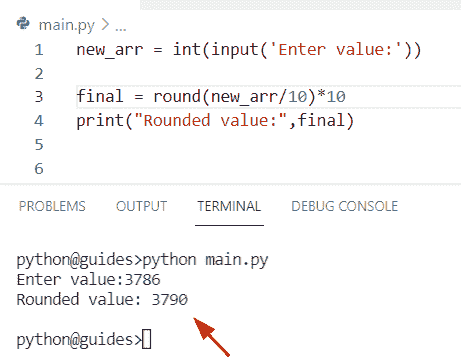 main.py > ...
1 new_arr = int(input('Enter value:'))
2
3 final = round(new_arr/10)*10
4 print("Rounded value:",final)
5
6
PROBLEMS OUTPUT TERMINAL DEBUG CONSOLE
python@guides>python main.py
Enter value:3786
Rounded value: 3790
python@guides>